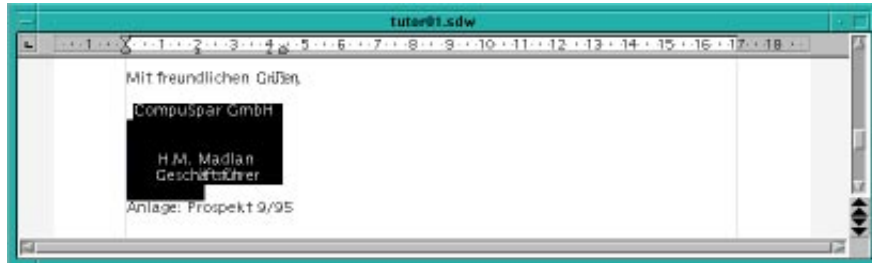 tutor01.sdw
1 1 2 3 4 5 6 7 8 9 10 11 12 13 14 15 16 17 18
Mit freundlichen Grüßen,
CompuSpar GmbH
H.M. Madlan
Geschäftsführer
Anlage: Prospekt 9/95